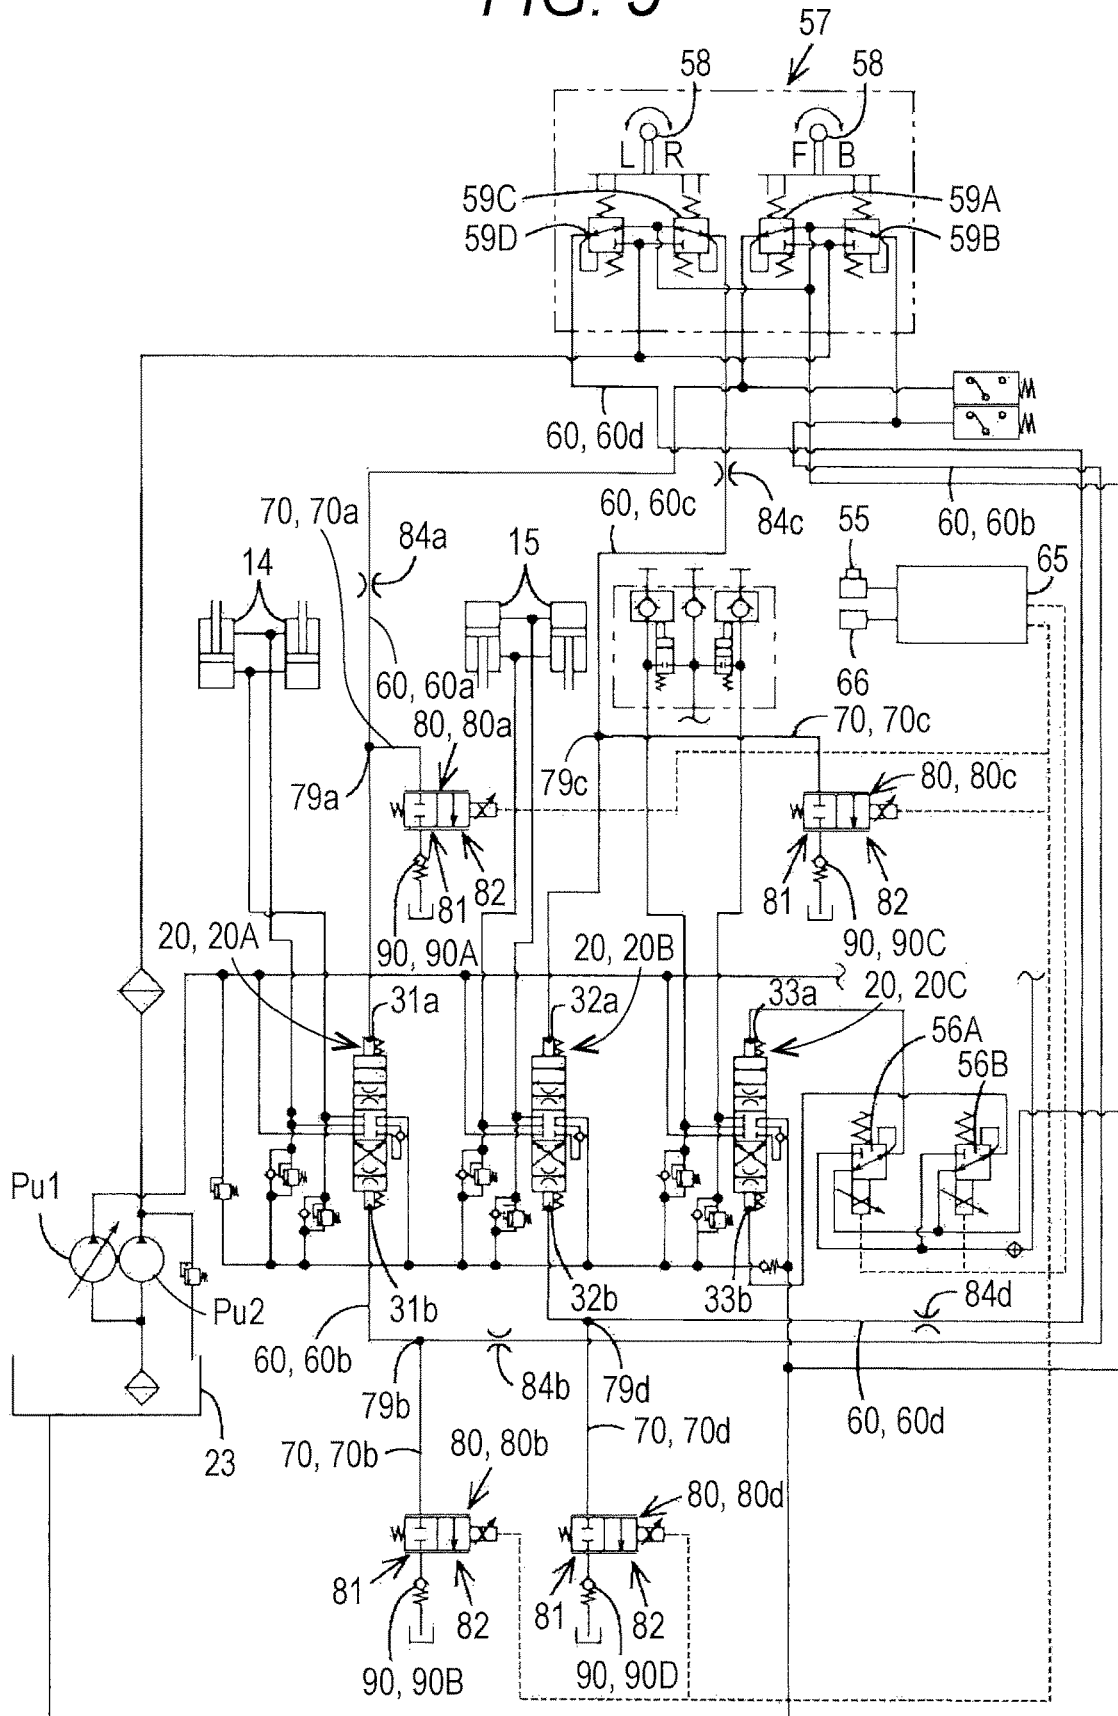 57
58
58
L
R
F
B
59C
59A
59D
59B
60, 60d
60, 60b
60, 60c
84c
70, 70a
84a
14
15
55
65
60, 60a
66
80, 80a
70, 70c
79a
79c
80, 80c
81
82
81
82
20, 20A
90, 90A
20, 20B
90, 90C
31a
32a
33a
20, 20C
56A
56B
Pu1
Pu2
31b
32b
33b
84d
60, 60b
79b
84b
79d
60, 60d
23
70, 70b
80, 80b
70, 70d
80, 80d
81
82
81
82
90, 90B
90, 90D